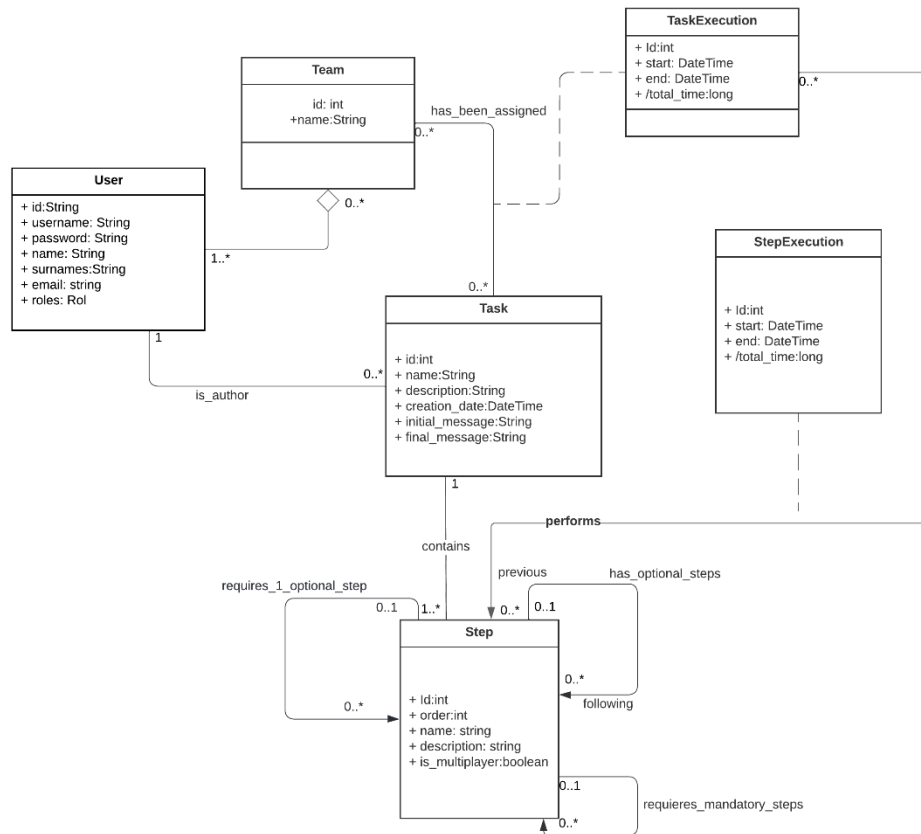 TaskExecution
+ Id:int
+ start: DateTime
+ end: DateTime
+ /total_time:long
0..*
Team
id: int
+name:String
has_been_assigned
0..*
0..*
User
+ id:String
+ username: String
+ password: String
+ name: String
+ surnames:String
+ email: string
+ roles: Rol
1..*
1
StepExecution
+ Id:int
+ start: DateTime
+ end: DateTime
+ /total_time:long
0..*
Task
+ id:int
+ name:String
+ description:String
+ creation_date:DateTime
+ initial_message:String
+ final_message:String
0..*
is_author
1
performs
contains
previous
has_optional_steps
requires_1_optional_step
0..1
1..*
0..*
0..1
Step
+ Id:int
+ order:int
+ name: string
+ description: string
+ is_multiplayer:boolean
0..*
0..*
following
0..1
requieres_mandatory_steps
0..*